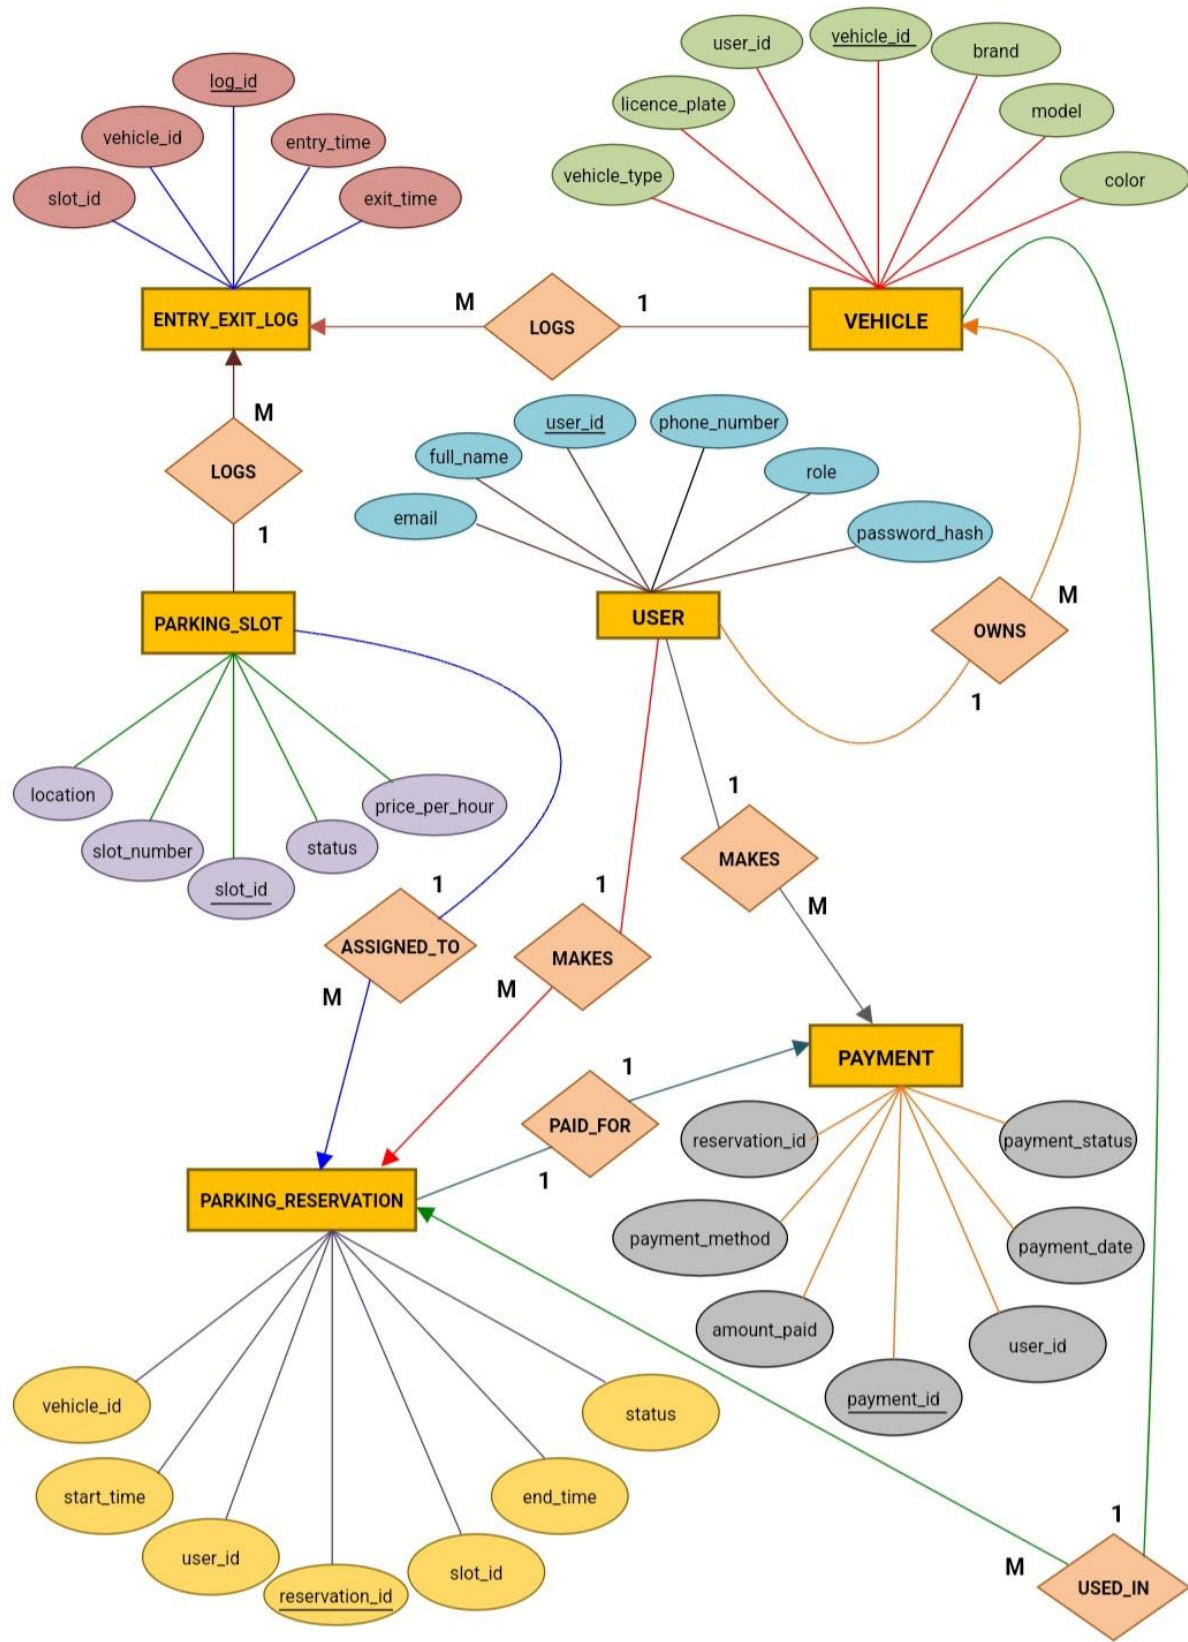 log_id
vehicle_id
entry_time
slot_id
exit_time
ENTRY_EXIT_LOG
user_id
vehicle_id
brand
licence_plate
model
vehicle_type
color
VEHICLE
M
LOGS
1
M
LOGS
1
user_id
phone_number
full_name
role
email
password_hash
USER
OWNS
M
1
PARKING_SLOT
location
slot_number
slot_id
status
price_per_hour
1
ASSIGNED_TO
M
1
MAKES
M
1
MAKES
M
1
PAID_FOR
1
PAYMENT
reservation_id
payment_status
payment_method
payment_date
amount_paid
user_id
payment_id
PARKING_RESERVATION
vehicle_id
status
start_time
end_time
user_id
slot_id
reservation_id
1
M
USED_IN